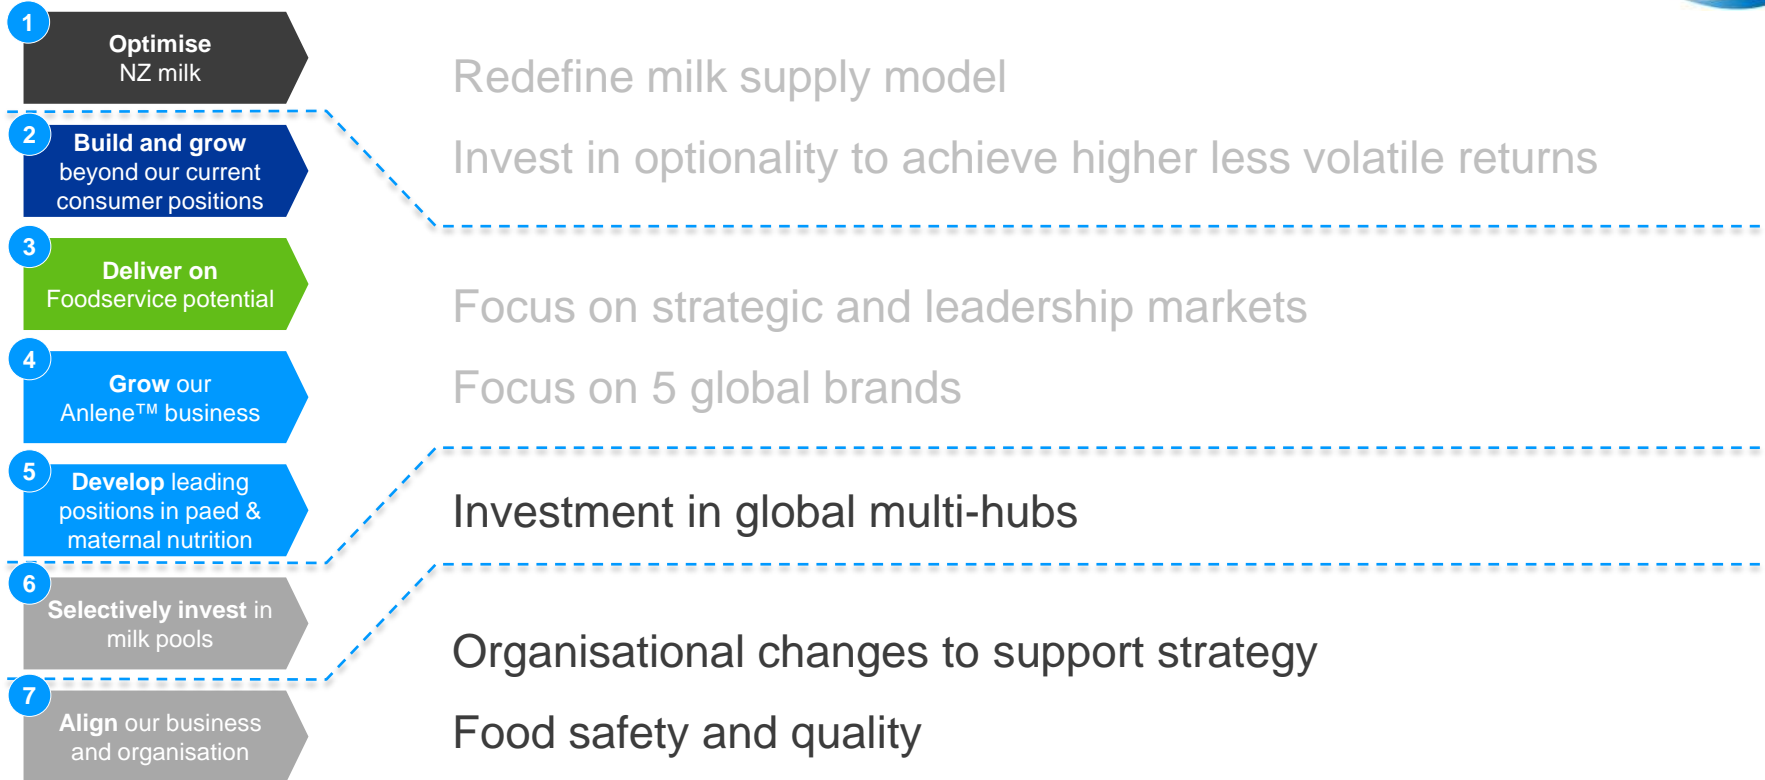 1
Optimise
NZ milk
2
Build and grow
beyond our current
consumer positions
3
Deliver on
Foodservice potential
4
Grow our
Anlene™ business
5
Develop leading
positions in paed &
maternal nutrition
6
Selectively invest in
milk pools
7
Align our business
and organisation
Redefine milk supply model
Invest in optionality to achieve higher less volatile returns
Focus on strategic and leadership markets
Focus on 5 global brands
Investment in global multi-hubs
Organisational changes to support strategy
Food safety and quality